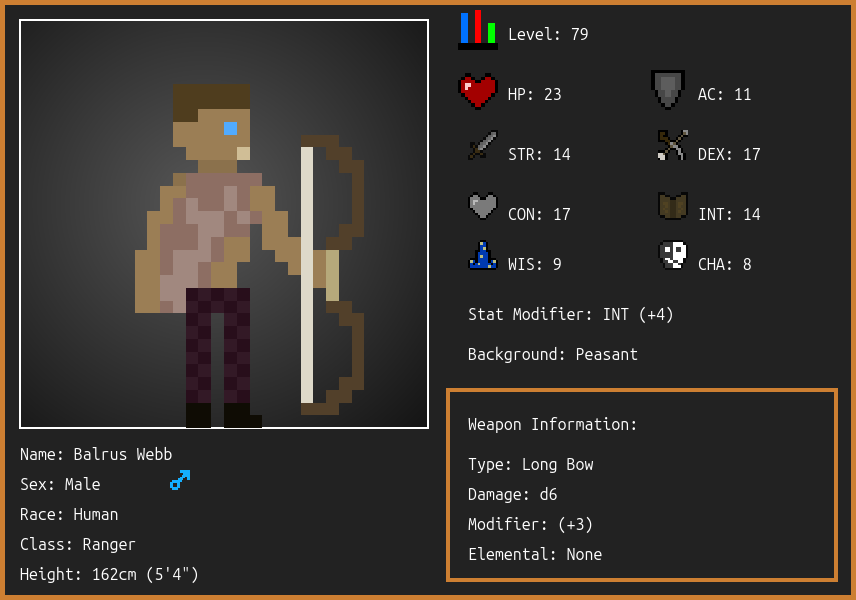 Level: 79
HP: 23
AC: 11
STR: 14
DEX: 17
CON: 17
INT: 14
WIS: 9
CHA: 8
Stat Modifier: INT (+4)
Background: Peasant
Weapon Information:
Type: Long Bow
Damage: d6
Modifier: (+3)
Elemental: None
Name: Balrus Webb
Sex: Male
Race: Human
Class: Ranger
Height: 162cm (5'4")